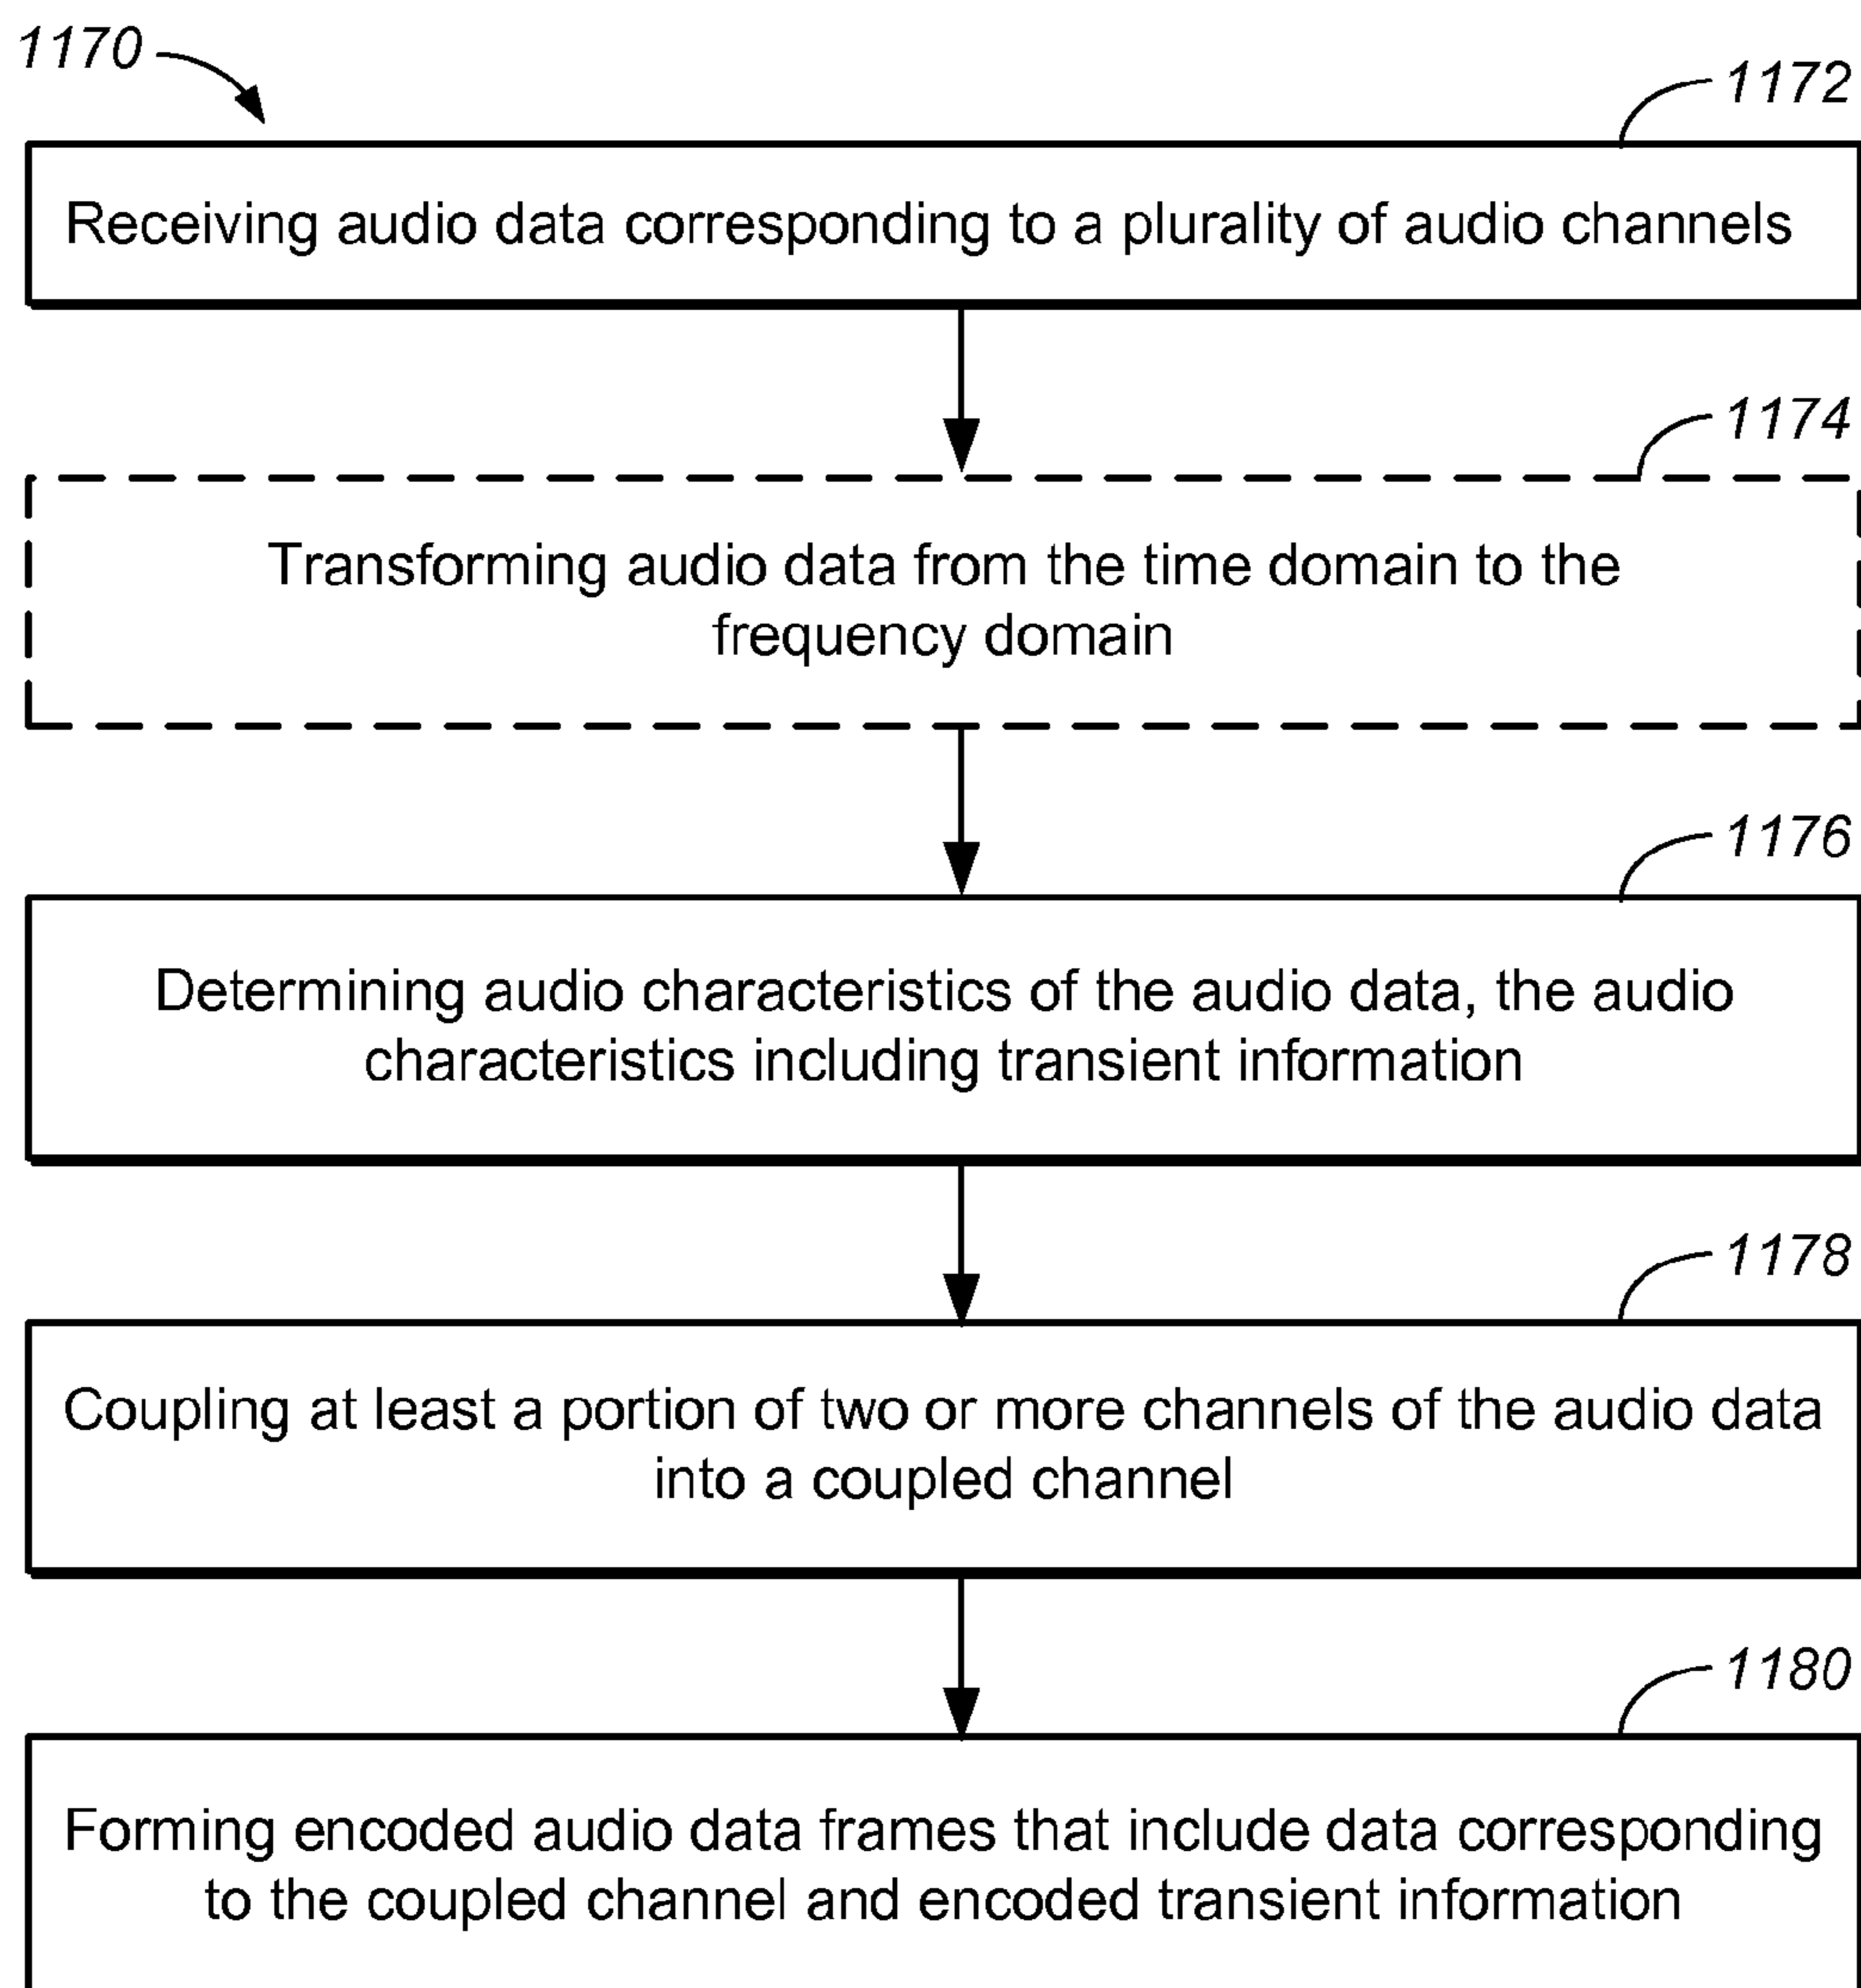 1170
1172
Receiving audio data corresponding to a plurality of audio channels
1174
Transforming audio data from the time domain to the
frequency domain
1176
Determining audio characteristics of the audio data, the audio
characteristics including transient information
1178
Coupling at least a portion of two or more channels of the audio data
into a coupled channel
1180
Forming encoded audio data frames that include data corresponding
to the coupled channel and encoded transient information